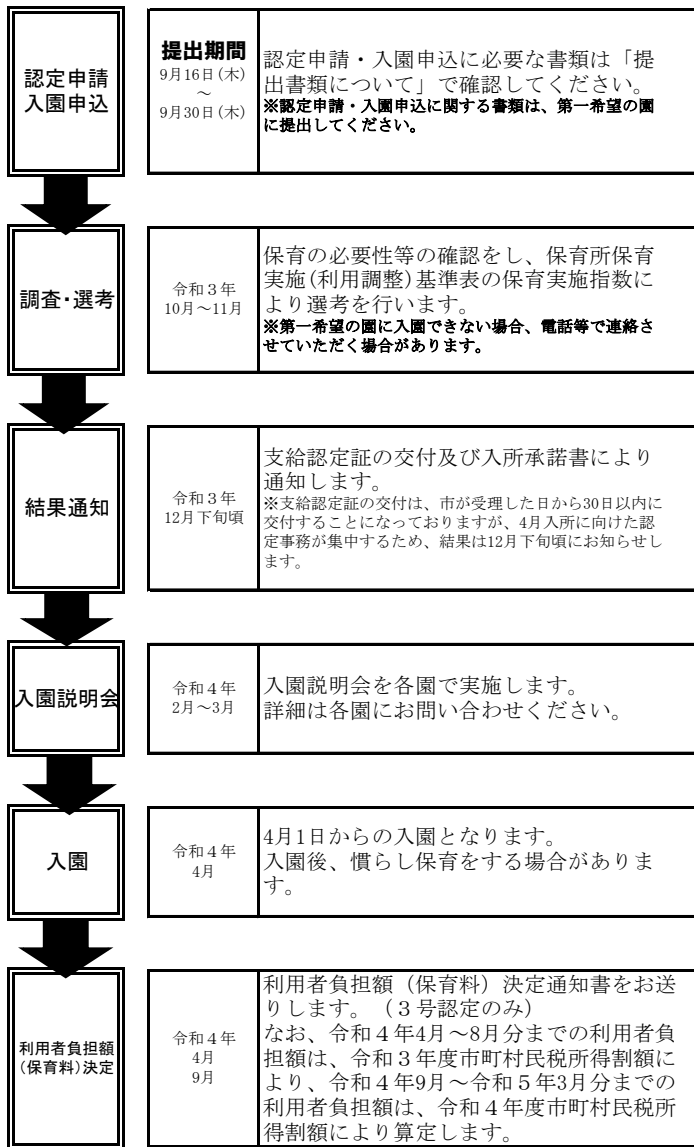 認定申請
入園申込
提出期間
9月16日(木)
～
9月30日(木)
認定申請・入園申込に必要な書類は「提
出書類について」で確認してください。
※認定申請・入園申込に関する書類は、第一希望の園
に提出してください。
調査・選考
令和３年
10月～11月
保育の必要性等の確認をし、保育所保育
実施(利用調整)基準表の保育実施指数に
より選考を行います。
※第一希望の園に入園できない場合、電話等で連絡さ
せていただく場合があります。
結果通知
令和３年
12月下旬頃
支給認定証の交付及び入所承諾書により
通知します。
※支給認定証の交付は、市が受理した日から30日以内に
交付することになっておりますが、4月入所に向けた認
定事務が集中するため、結果は12月下旬頃にお知らせし
ます。
入園説明会
令和４年
2月～3月
入園説明会を各園で実施します。
詳細は各園にお問い合わせください。
入園
令和４年
4月
4月1日からの入園となります。
入園後、慣らし保育をする場合がありま
す。
利用者負担額
(保育料)決定
令和４年
4月
9月
利用者負担額（保育料）決定通知書をお送
りします。（３号認定のみ）
なお、令和４年4月～8月分までの利用者負
担額は、令和３年度市町村民税所得割額に
より、令和４年9月～令和５年3月分までの
利用者負担額は、令和４年度市町村民税所
得割額により算定します。